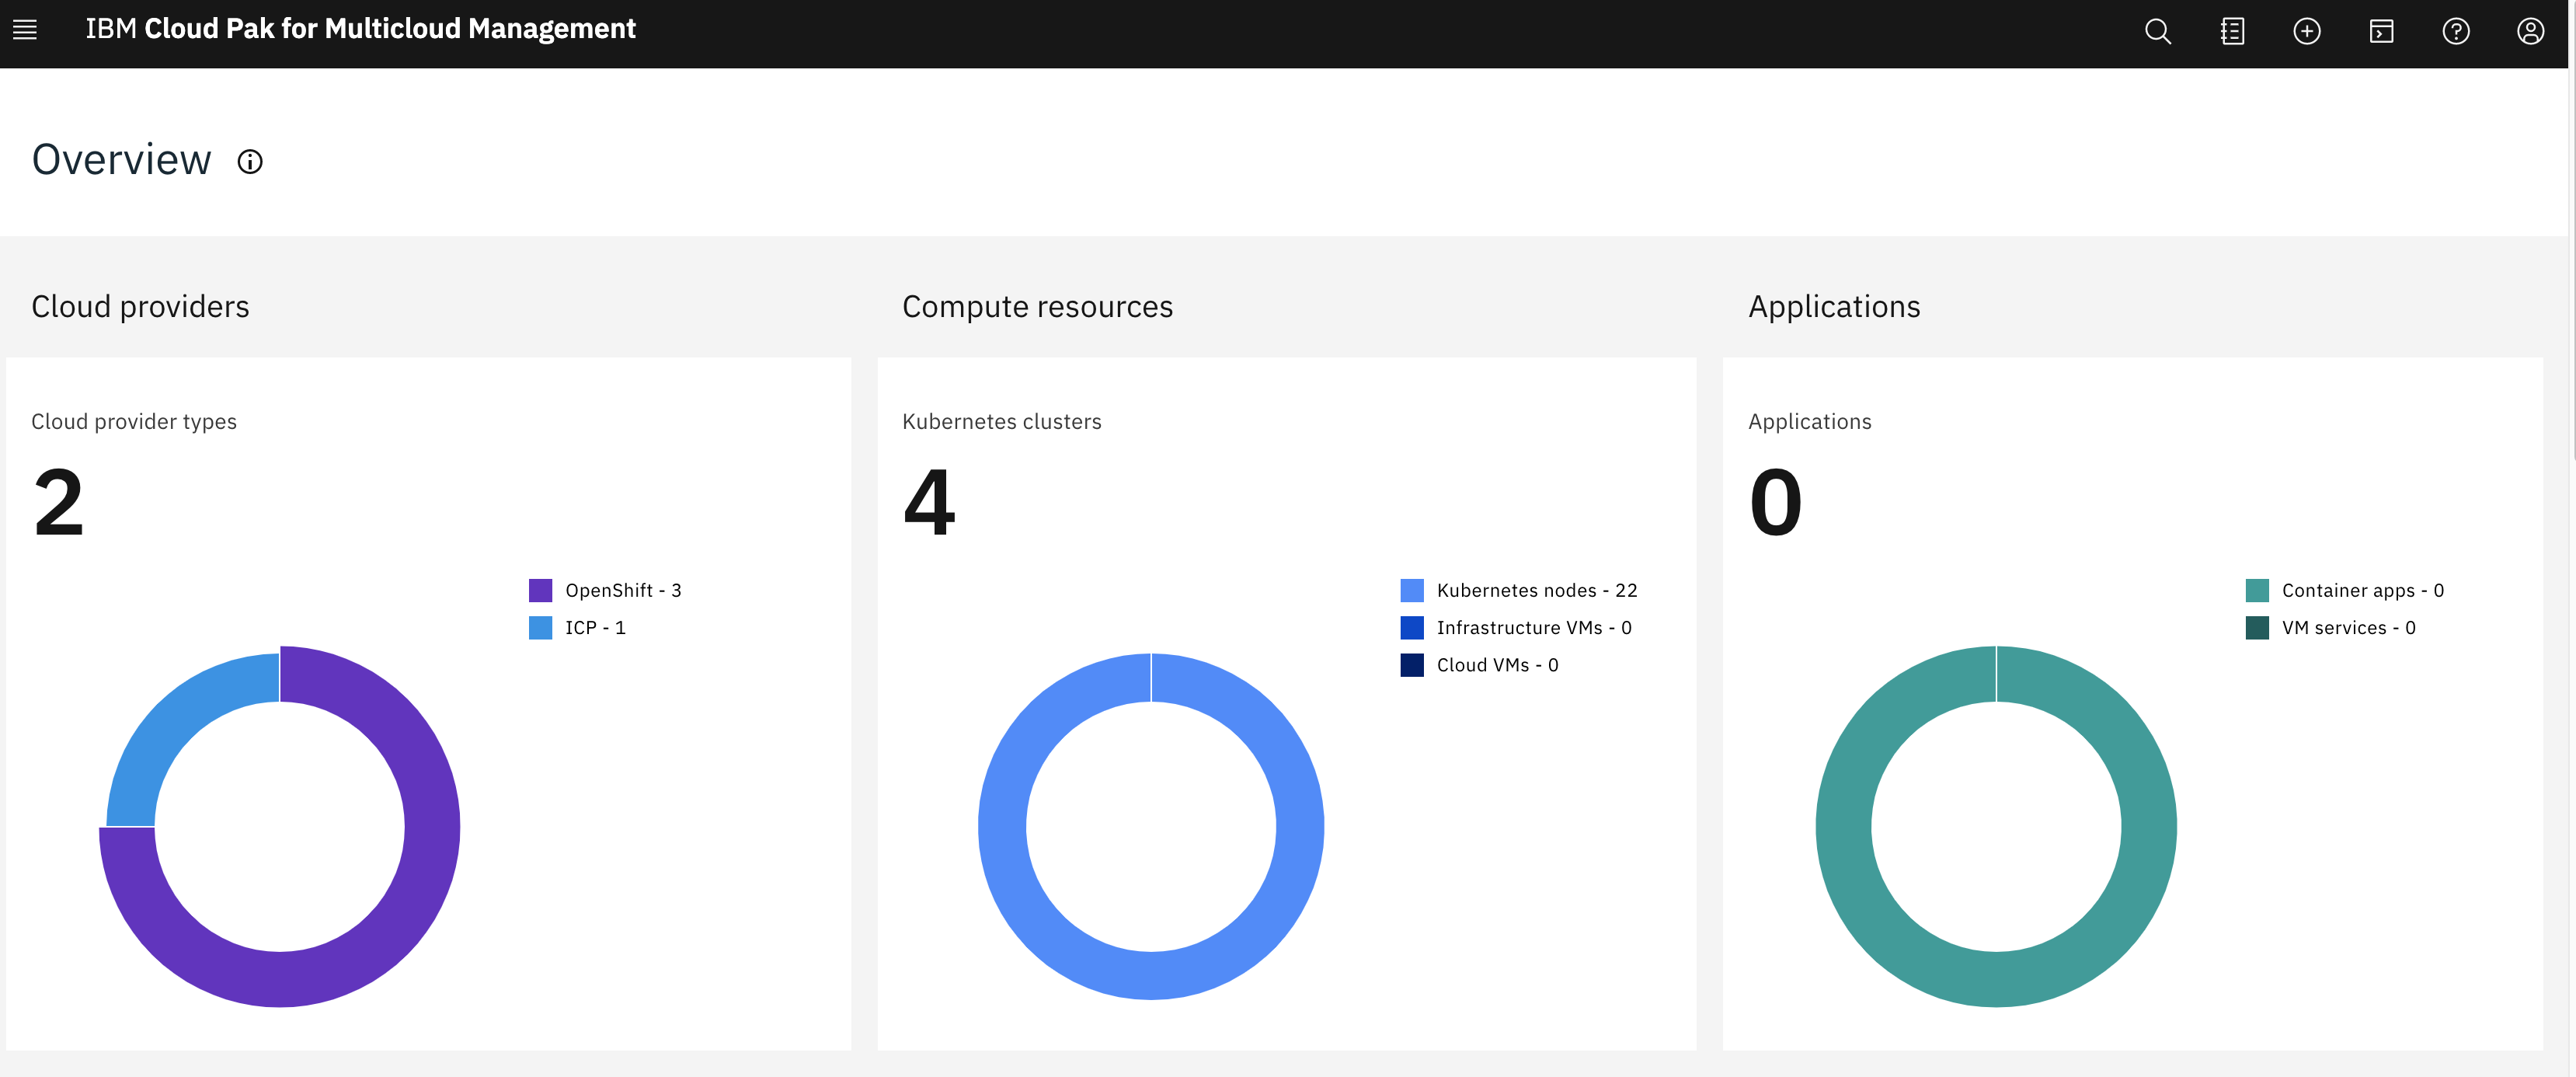 IBM Cloud Pak for Multicloud Management
Overview
Cloud providers
Cloud provider types
2
OpenShift - 3
ICP - 1
Compute resources
Kubernetes clusters
4
Kubernetes nodes - 22
Infrastructure VMs - 0
Cloud VMs - 0
Applications
Applications
0
Container apps - 0
VM services - 0